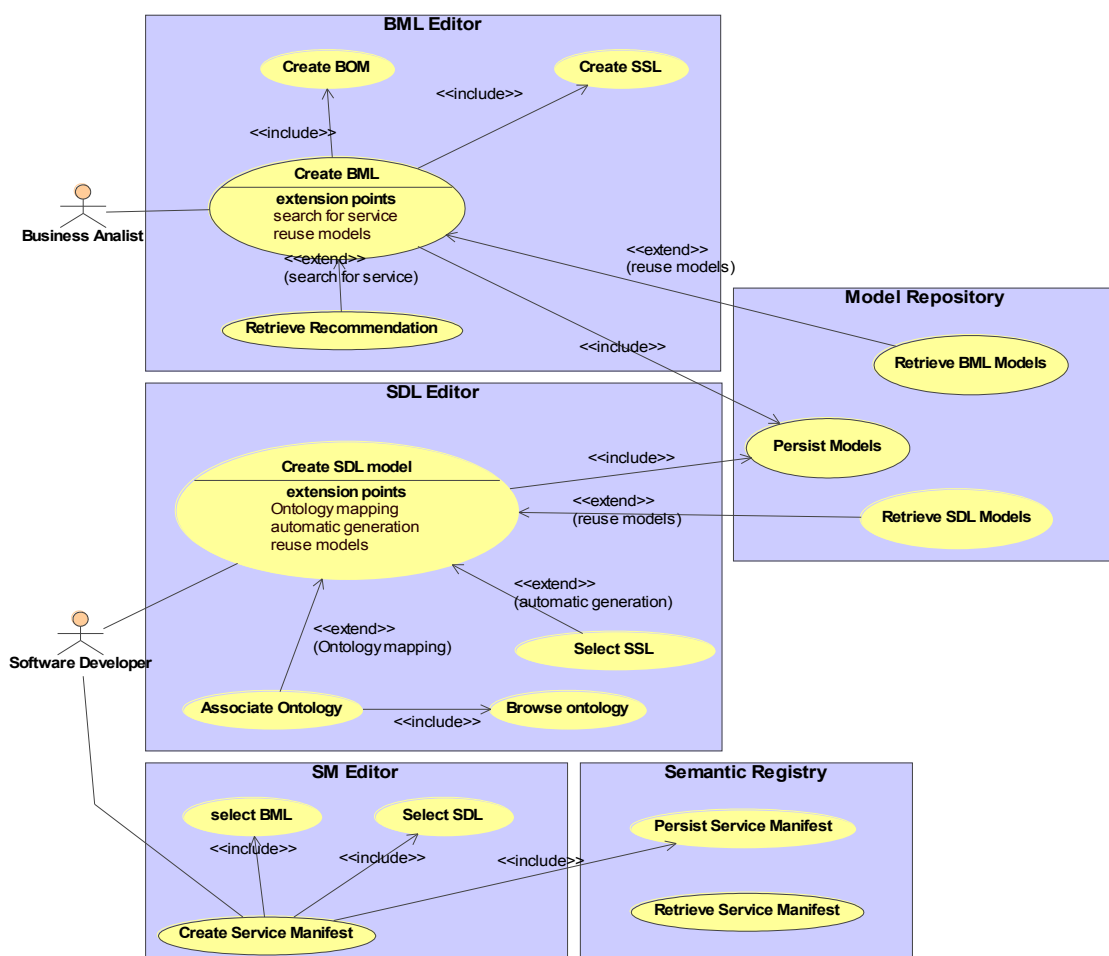 BML Editor
Create BOM
Create SSL
<<include>>
<<include>>
Create BML
extension points
search for service
reuse models
Business Analist
<<extend>>
(search for service)
<<extend>>
(reuse models)
Retrieve Recommendation
Model Repository
<<include>>
Retrieve BML Models
Persist Models
Retrieve SDL Models
SDL Editor
Create SDL model
extension points
Ontology mapping
automatic generation
reuse models
<<include>>
<<extend>>
(reuse models)
<<extend>>
(automatic generation)
<<extend>>
(Ontology mapping)
Select SSL
Software Developer
Associate Ontology
<<include>>
Browse ontology
SM Editor
select BML
Select SDL
<<include>>
<<include>>
<<include>>
Create Service Manifest
Semantic Registry
Persist Service Manifest
Retrieve Service Manifest